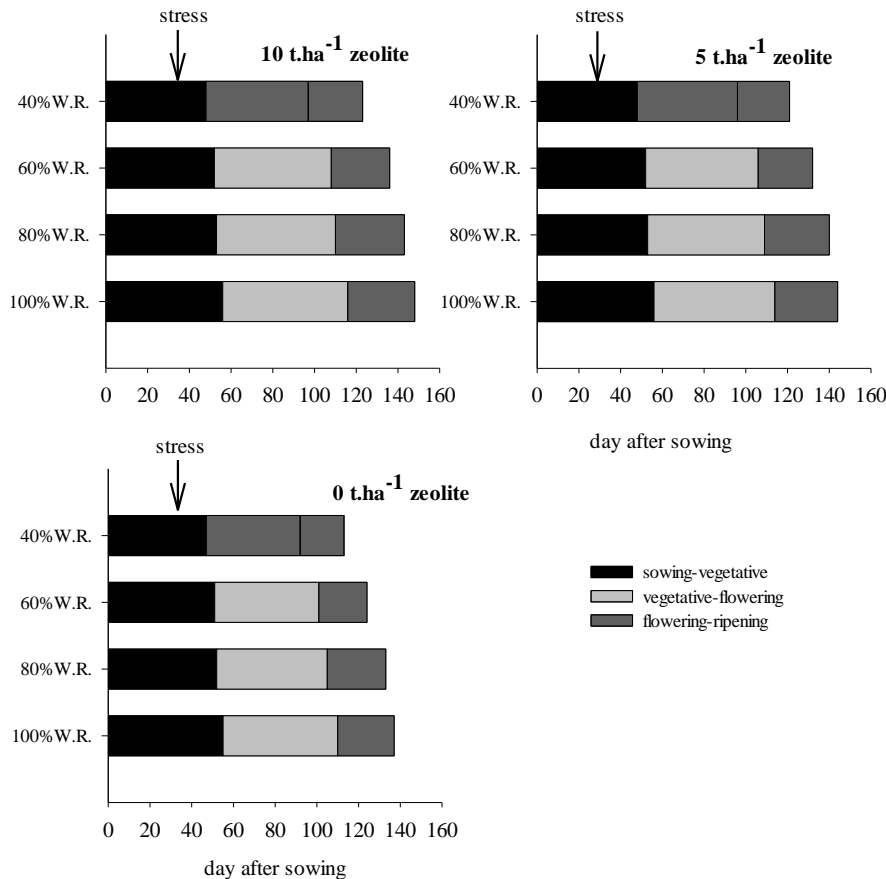 stress
10 t.ha-1 zeolite
40%W.R.
60%W.R.
80%W.R.
100%W.R.
0 20 40 60 80 100 120 140 160
stress
5 t.ha-1 zeolite
40%W.R.
60%W.R.
80%W.R.
100%W.R.
0 20 40 60 80 100 120 140 160
day after sowing
stress
0 t.ha-1 zeolite
40%W.R.
60%W.R.
80%W.R.
100%W.R.
0 20 40 60 80 100 120 140 160
day after sowing
sowing-vegetative
vegetative-flowering
flowering-ripening